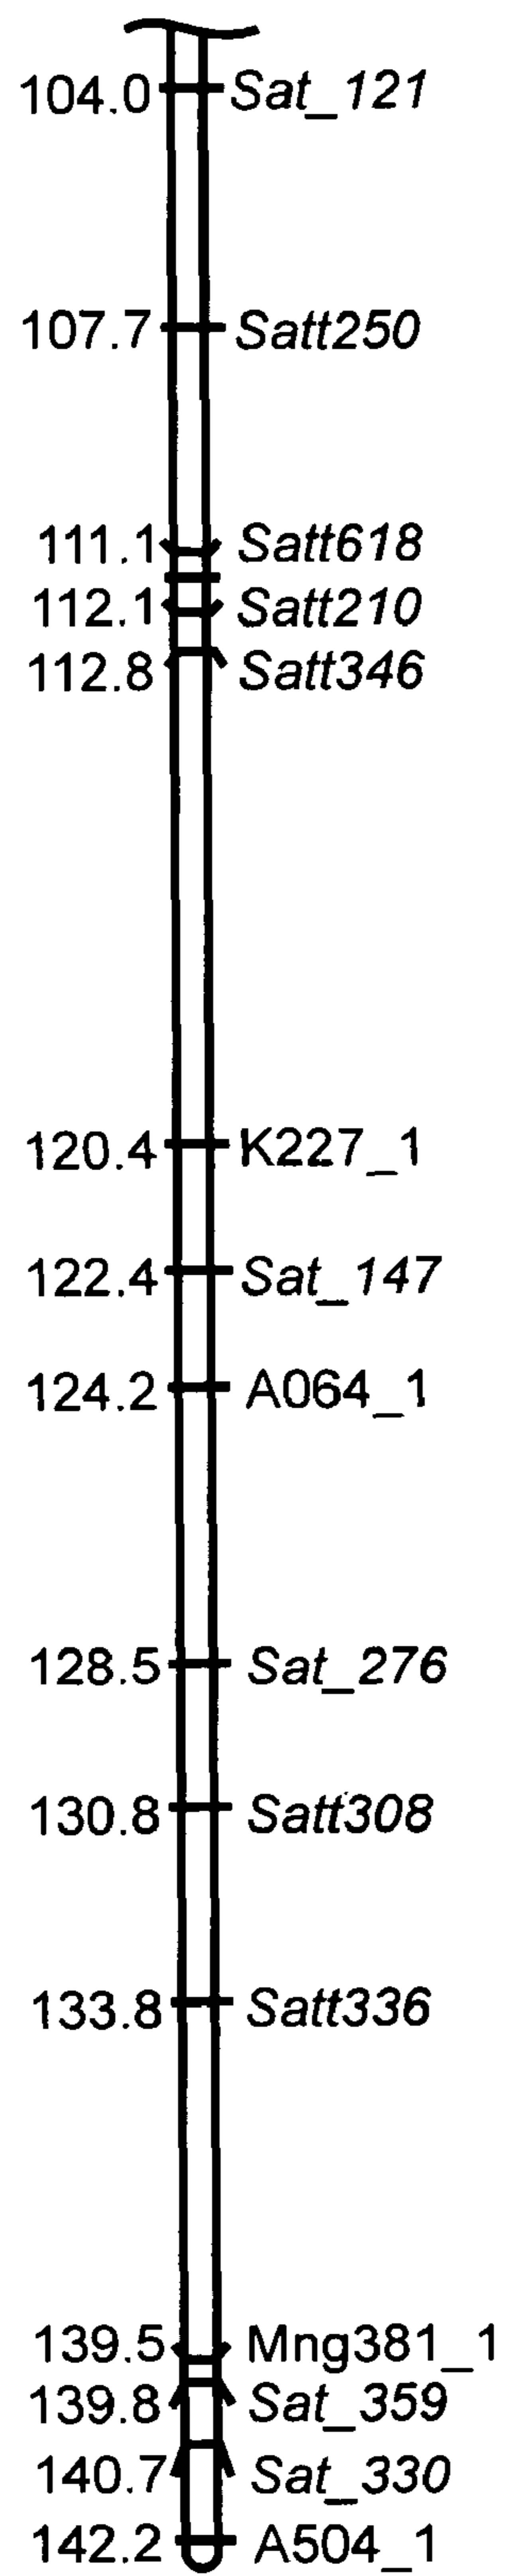 104.0 Sat_121
107.7 Satt250
111.1 Satt618
112.1 Satt210
112.8 Satt346
120.4 K227_1
122.4 Sat_147
124.2 A064_1
128.5 Sat_276
130.8 Satt308
133.8 Satt336
139.5 Mng381_1
139.8 Sat_359
140.7 Sat_330
142.2 A504_1